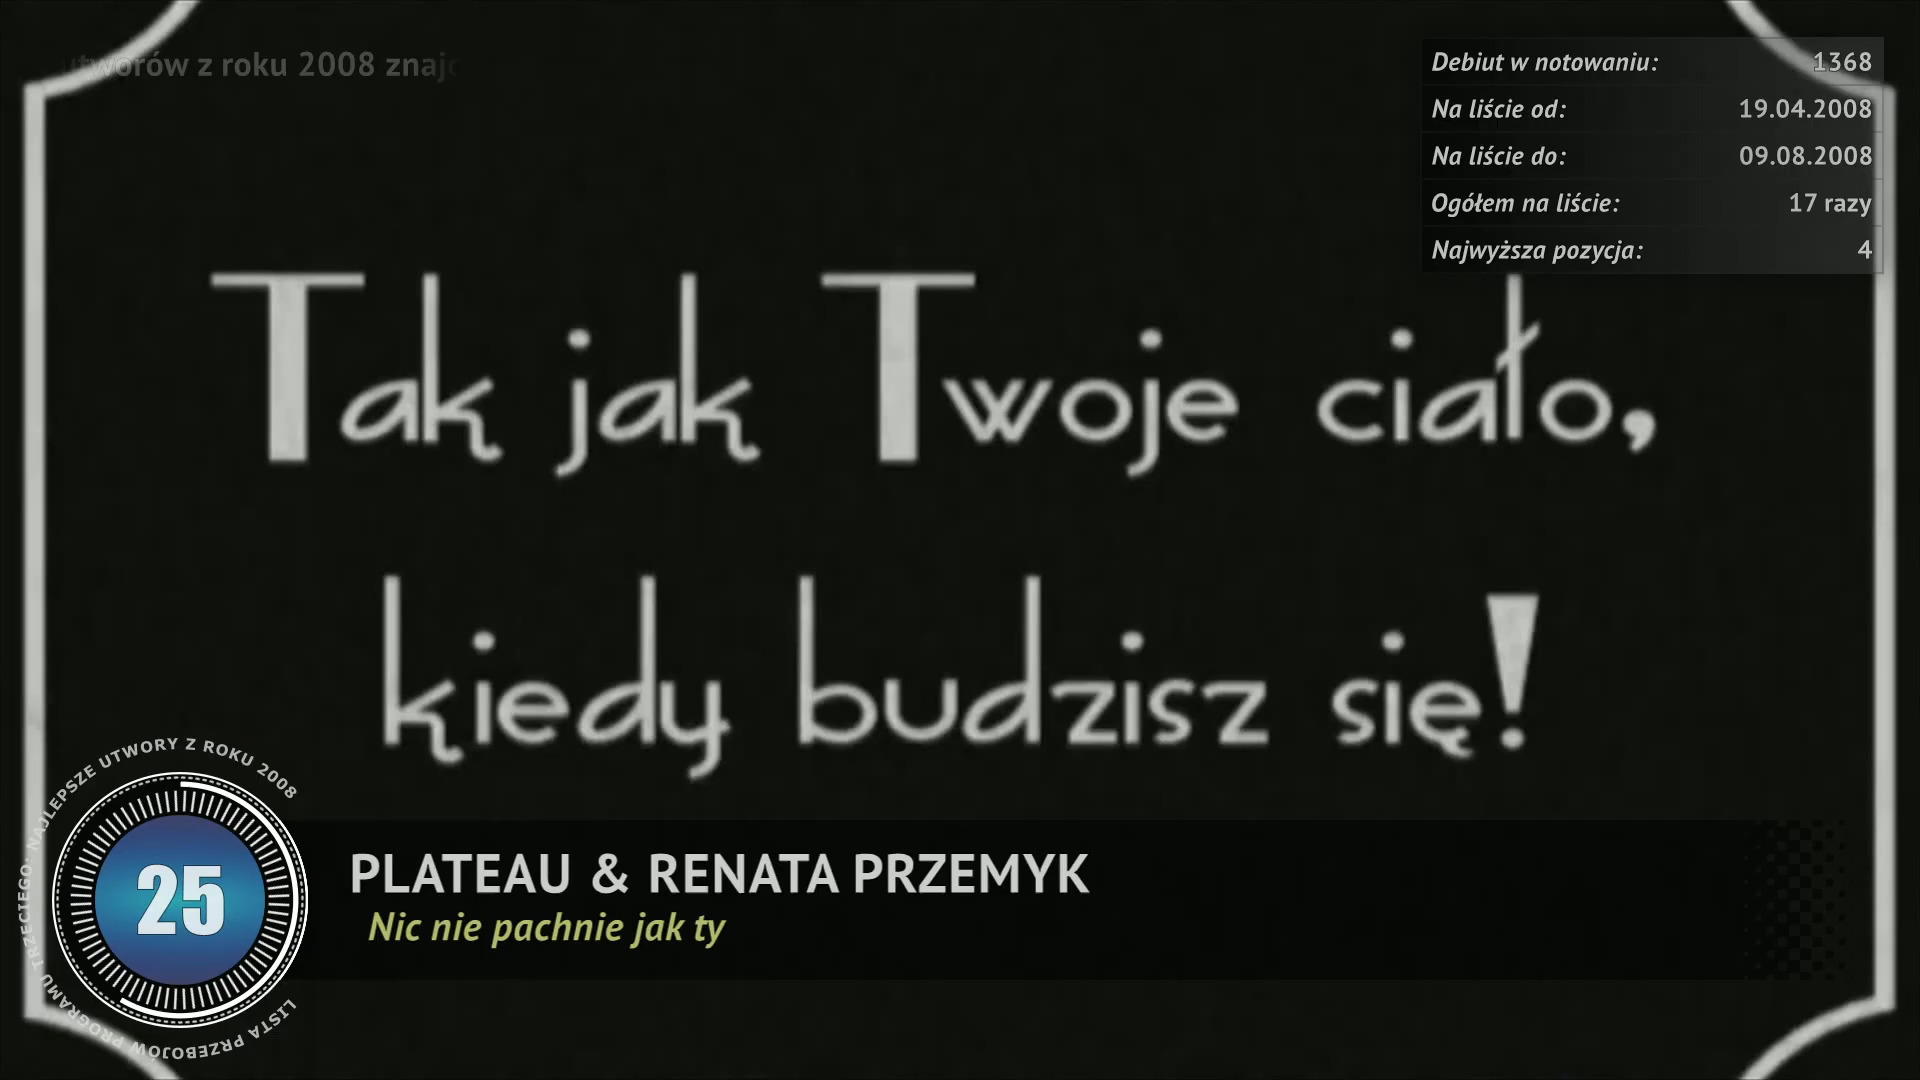 utworów z roku 2008 znajd
Debiut w notowaniu: 1368
Na liście od: 19.04.2008
Na liście do: 09.08.2008
Ogółem na liście: 17 razy
Najwyższa pozycja: 4
Tak jak Twoje ciało,
kiedy budzisz się!
LISTA PRZEBOJÓW PROGRAMU TRZECIEGO: NAJLEPSZE UTWORY Z ROKU 2008
25
PLATEAU & RENATA PRZEMYK
Nic nie pachnie jak ty